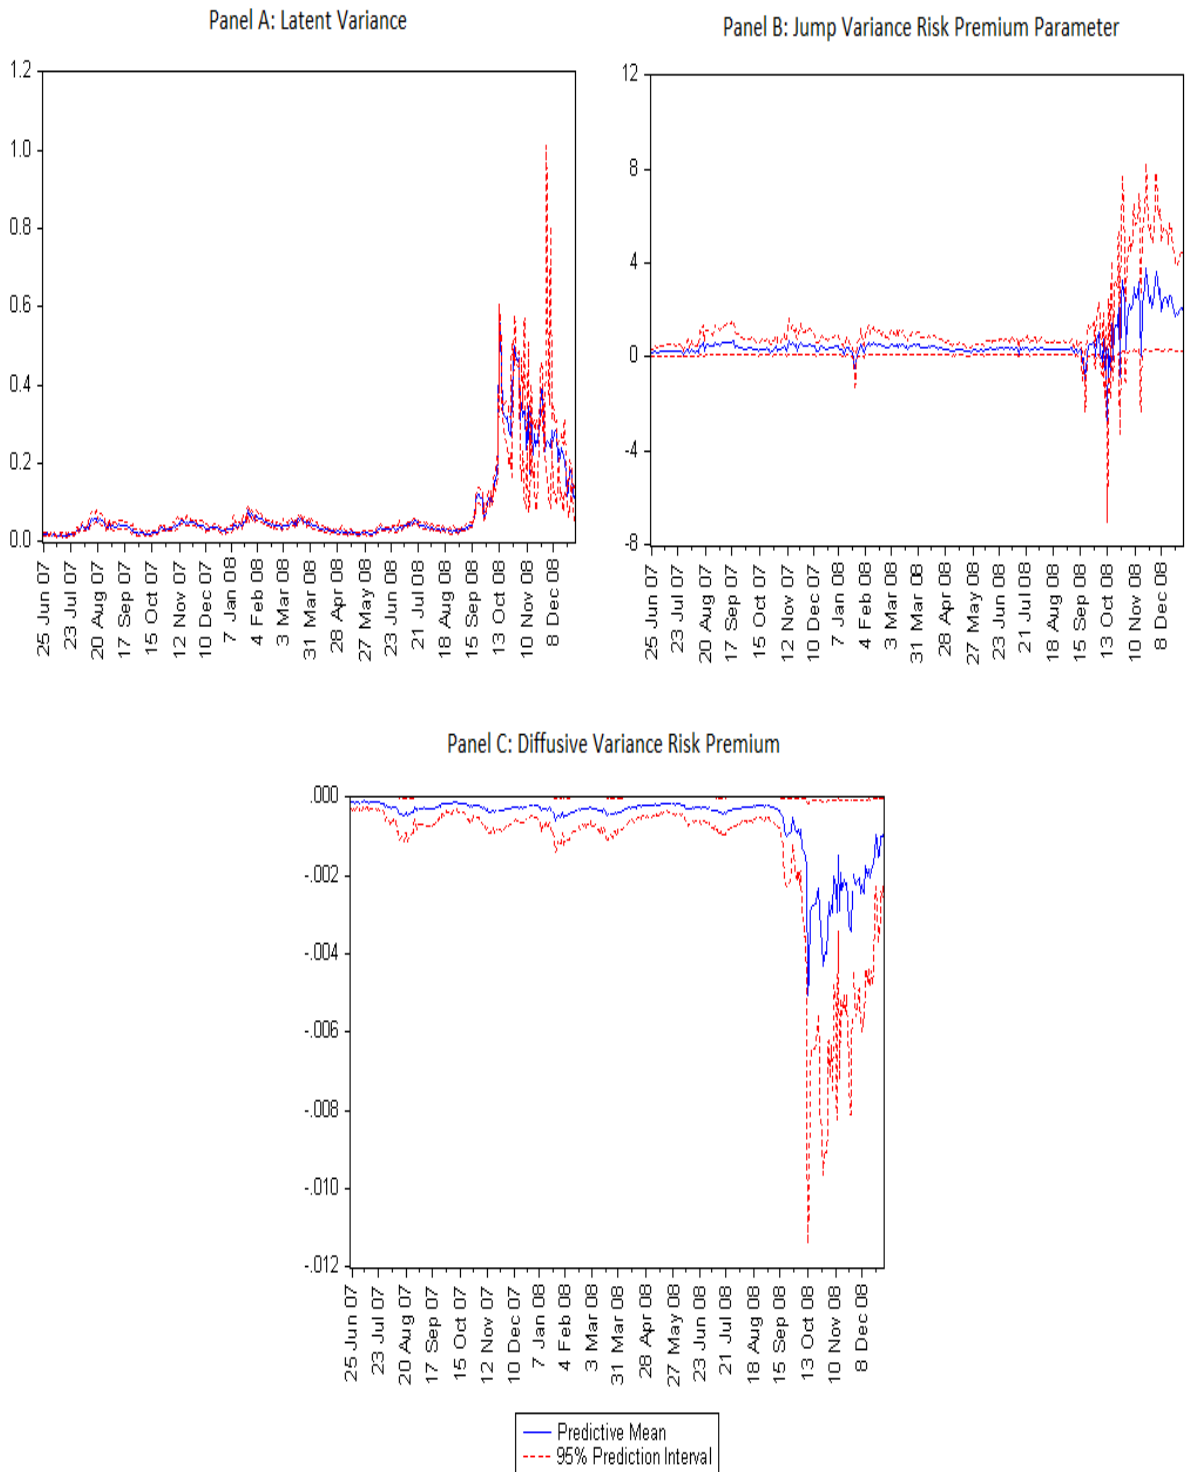 Panel A: Latent Variance
1.2
1.0
0.8
0.6
0.4
0.2
0.0
25 Jun 07
23 Jul 07
20 Aug 07
17 Sep 07
15 Oct 07
12 Nov 07
10 Dec 07
7 Jan 08
4 Feb 08
3 Mar 08
31 Mar 08
28 Apr 08
27 May 08
23 Jun 08
21 Jul 08
18 Aug 08
15 Sep 08
13 Oct 08
10 Nov 08
8 Dec 08
Panel B: Jump Variance Risk Premium Parameter
12
8
4
0
-4
-8
25 Jun 07
23 Jul 07
20 Aug 07
17 Sep 07
15 Oct 07
12 Nov 07
10 Dec 07
7 Jan 08
4 Feb 08
3 Mar 08
31 Mar 08
28 Apr 08
27 May 08
23 Jun 08
21 Jul 08
18 Aug 08
15 Sep 08
13 Oct 08
10 Nov 08
8 Dec 08
Panel C: Diffusive Variance Risk Premium
.000
-.002
-.004
-.006
-.008
-.010
-.012
25 Jun 07
23 Jul 07
20 Aug 07
17 Sep 07
15 Oct 07
12 Nov 07
10 Dec 07
7 Jan 08
4 Feb 08
3 Mar 08
31 Mar 08
28 Apr 08
27 May 08
23 Jun 08
21 Jul 08
18 Aug 08
15 Sep 08
13 Oct 08
10 Nov 08
8 Dec 08
Predictive Mean
95% Prediction Interval